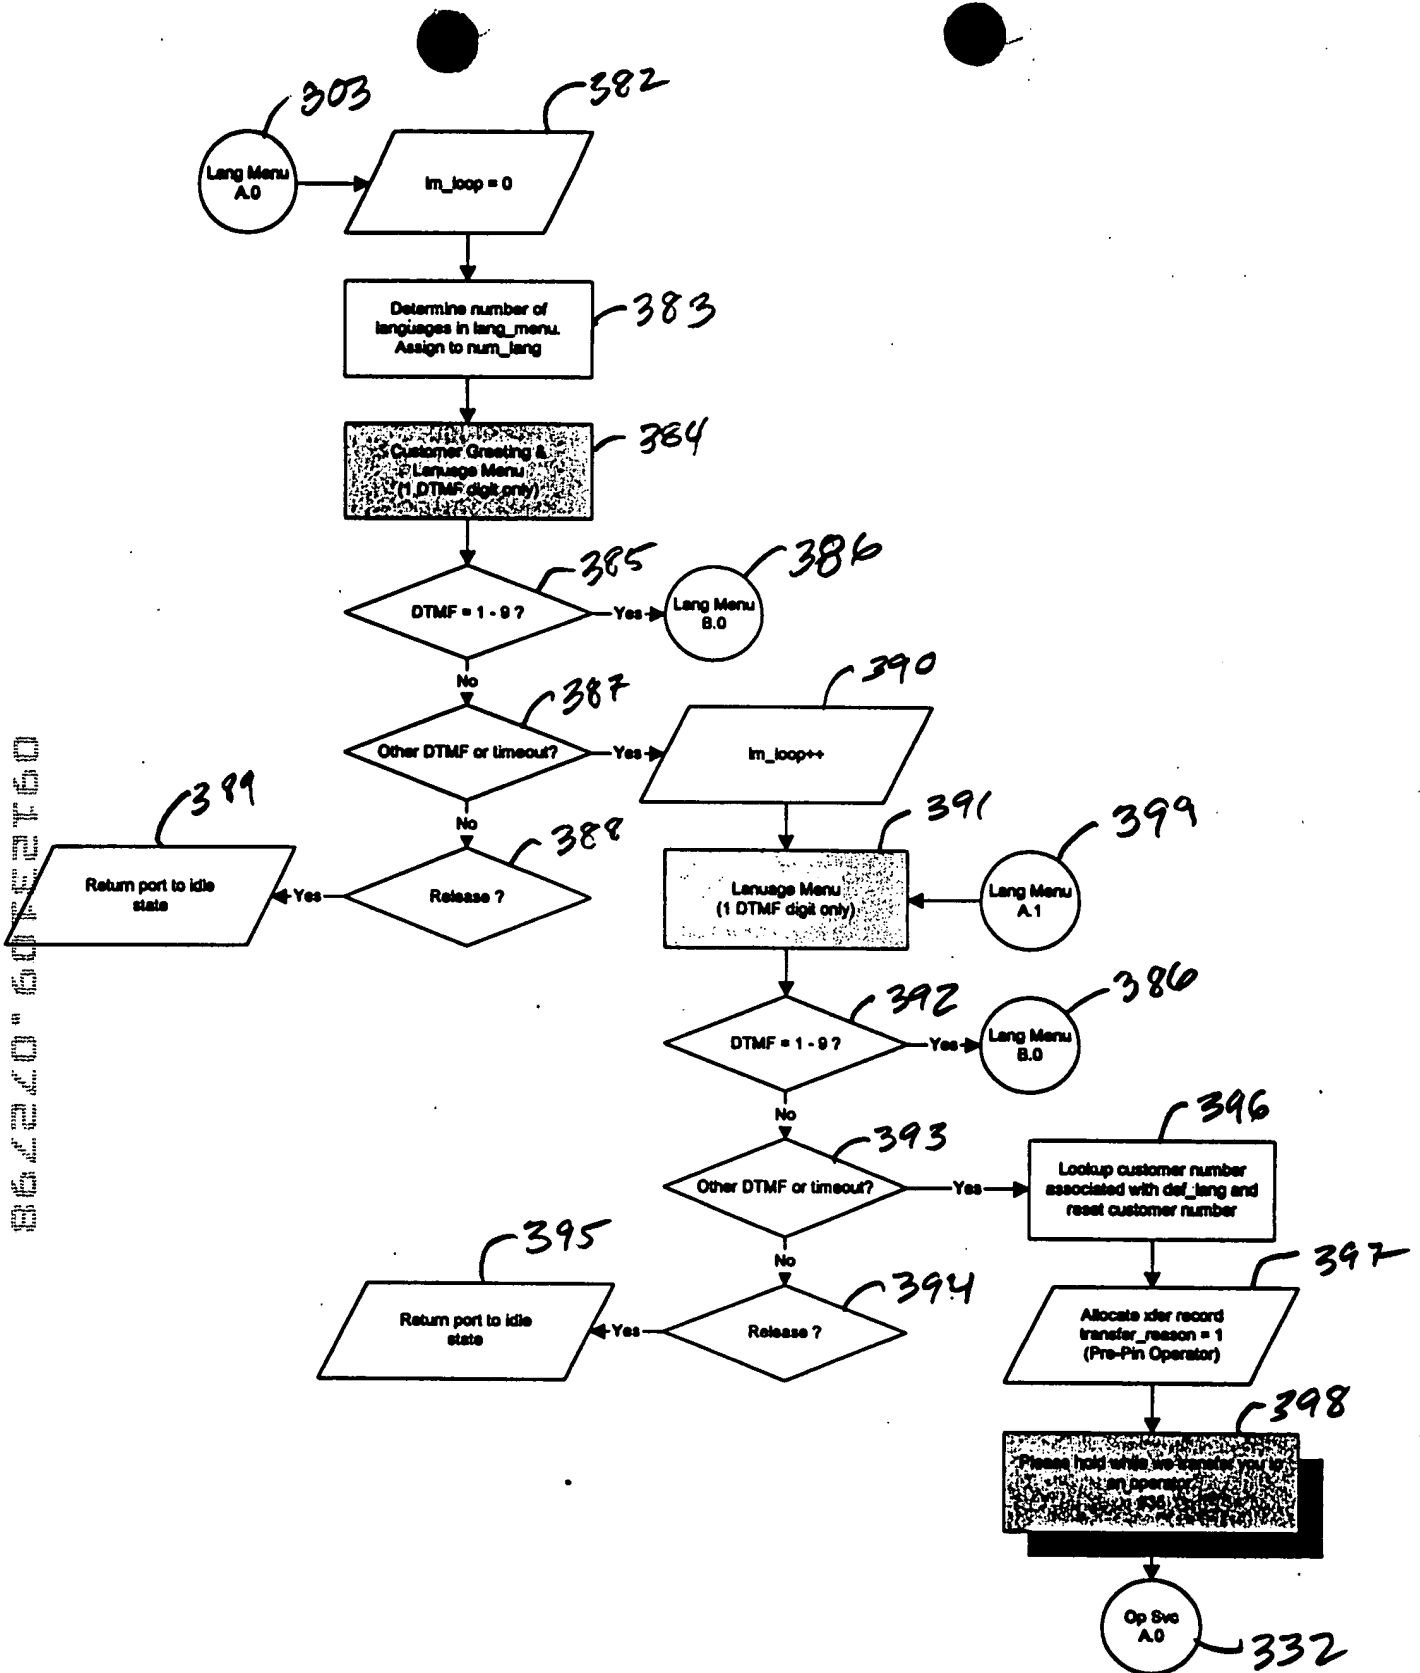 303
382
Lang Menu
A.0
lm_loop = 0
Determine number of
languages in lang_menu.
Assign to num_lang
383
Customer Greeting &
Lanuage Menu
(1 DTMF digit only)
384
DTMF = 1 - 9 ?
385
Yes
Lang Menu
B.0
386
No
Other DTMF or timeout?
387
Yes
lm_loop++
390
No
389
Return port to idle
state
Yes
Release ?
388
Lanuage Menu
(1 DTMF digit only)
391
Lang Menu
A.1
399
DTMF = 1 - 9 ?
392
Yes
Lang Menu
B.0
386
No
Other DTMF or timeout?
393
Yes
Lookup customer number
associated with def_lang and
reset customer number
396
No
395
Return port to idle
state
Yes
Release ?
394
Allocate xfer record
transfer_reason = 1
(Pre-Pin Operator)
397
Please hold while we transfer you to
an operator
#35
398
Op Svc
A.0
332